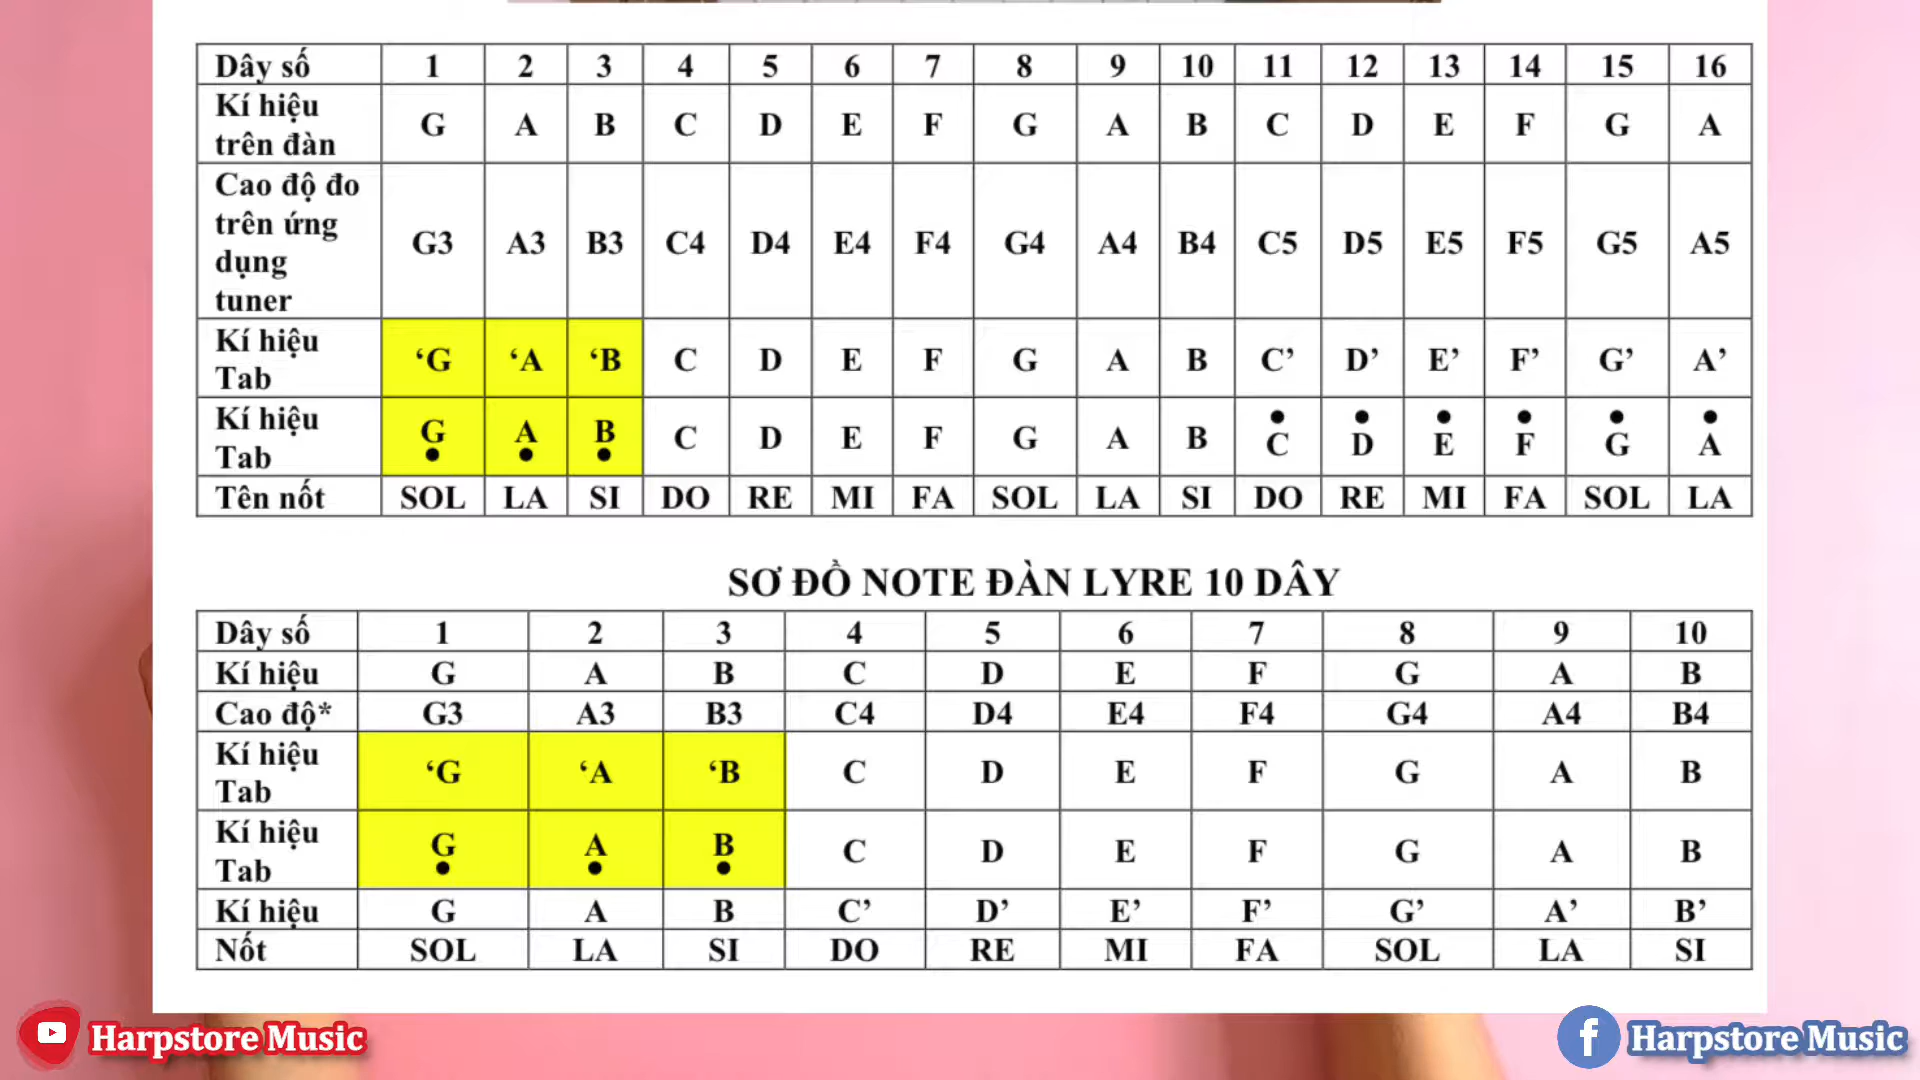 Dây số 1 2 3 4 5 6 7 8 9 10 11 12 13 14 15 16
Kí hiệu trên đàn G A B C D E F G A B C D E F G A
Cao độ đo trên ứng dụng tuner G3 A3 B3 C4 D4 E4 F4 G4 A4 B4 C5 D5 E5 F5 G5 A5
Kí hiệu Tab ‘G ‘A ‘B C D E F G A B C’ D’ E’ F’ G’ A’
Kí hiệu Tab G̣ Ạ Ḅ C D E F G A B Ċ Ḋ Ė Ḟ Ġ Ȧ
Tên nốt SOL LA SI DO RE MI FA SOL LA SI DO RE MI FA SOL LA
SƠ ĐỒ NOTE ĐÀN LYRE 10 DÂY
Dây số 1 2 3 4 5 6 7 8 9 10
Kí hiệu G A B C D E F G A B
Cao độ* G3 A3 B3 C4 D4 E4 F4 G4 A4 B4
Kí hiệu Tab ‘G ‘A ‘B C D E F G A B
Kí hiệu Tab G̣ Ạ Ḅ C D E F G A B
Kí hiệu G A B C’ D’ E’ F’ G’ A’ B’
Nốt SOL LA SI DO RE MI FA SOL LA SI
Harpstore Music
f Harpstore Music